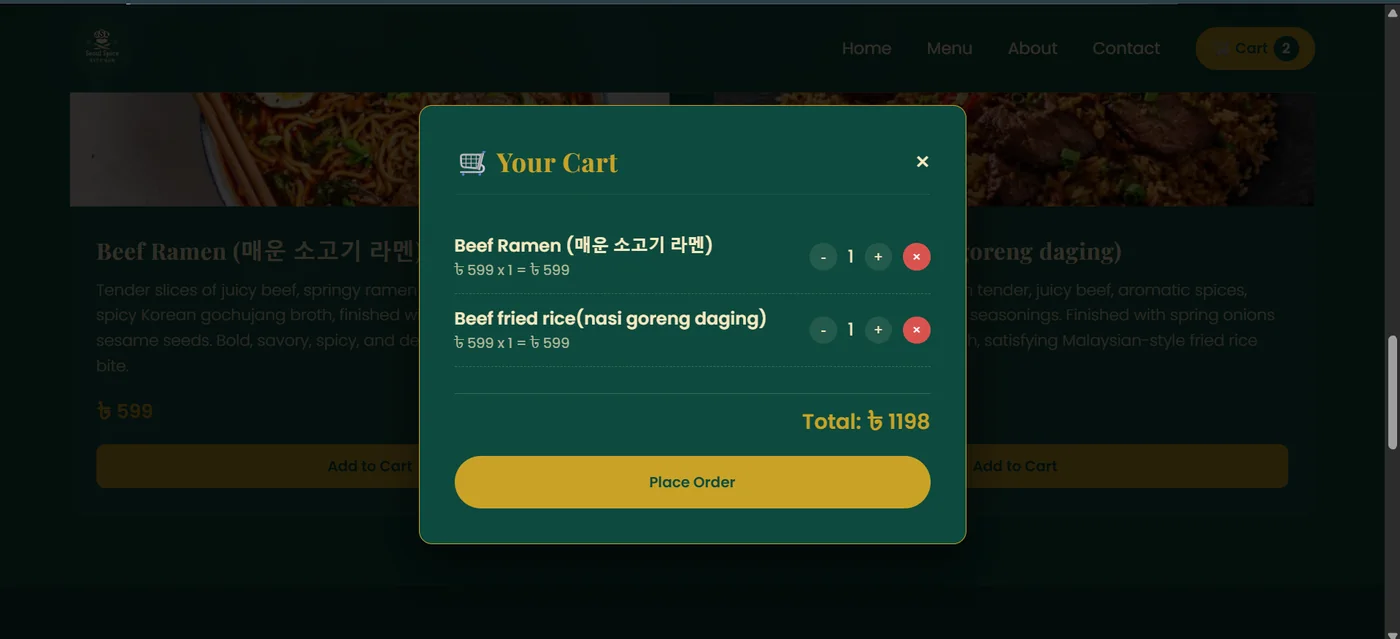 Home
Menu
About
Contact
Cart 2
Your Cart
×
Beef Ramen (매운 소고기 라멘)
৳ 599 x 1 = ৳ 599
- 1 + ×
Beef fried rice(nasi goreng daging)
৳ 599 x 1 = ৳ 599
- 1 + ×
Total: ৳ 1198
Place Order
Beef Ramen (매운 소고기 라멘)
Tender slices of juicy beef, springy ramen
spicy Korean gochujang broth, finished
sesame seeds. Bold, savory, spicy, and
bite.
৳ 599
Add to Cart
goreng daging)
tender, juicy beef, aromatic spices,
seasonings. Finished with spring onions
satisfying Malaysian-style fried rice
Add to Cart